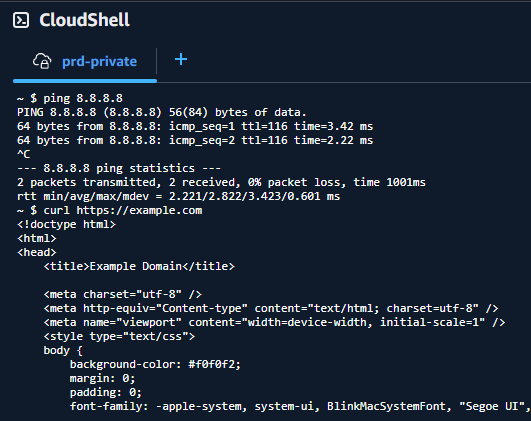 CloudShell
prd-private +
~ $ ping 8.8.8.8
PING 8.8.8.8 (8.8.8.8) 56(84) bytes of data.
64 bytes from 8.8.8.8: icmp_seq=1 ttl=116 time=3.42 ms
64 bytes from 8.8.8.8: icmp_seq=2 ttl=116 time=2.22 ms
^C
--- 8.8.8.8 ping statistics ---
2 packets transmitted, 2 received, 0% packet loss, time 1001ms
rtt min/avg/max/mdev = 2.221/2.822/3.423/0.601 ms
~ $ curl https://example.com
<!doctype html>
<html>
<head>
    <title>Example Domain</title>

    <meta charset="utf-8" />
    <meta http-equiv="Content-type" content="text/html; charset=utf-8" />
    <meta name="viewport" content="width=device-width, initial-scale=1" />
    <style type="text/css">
    body {
        background-color: #f0f0f2;
        margin: 0;
        padding: 0;
        font-family: -apple-system, system-ui, BlinkMacSystemFont, "Segoe UI",